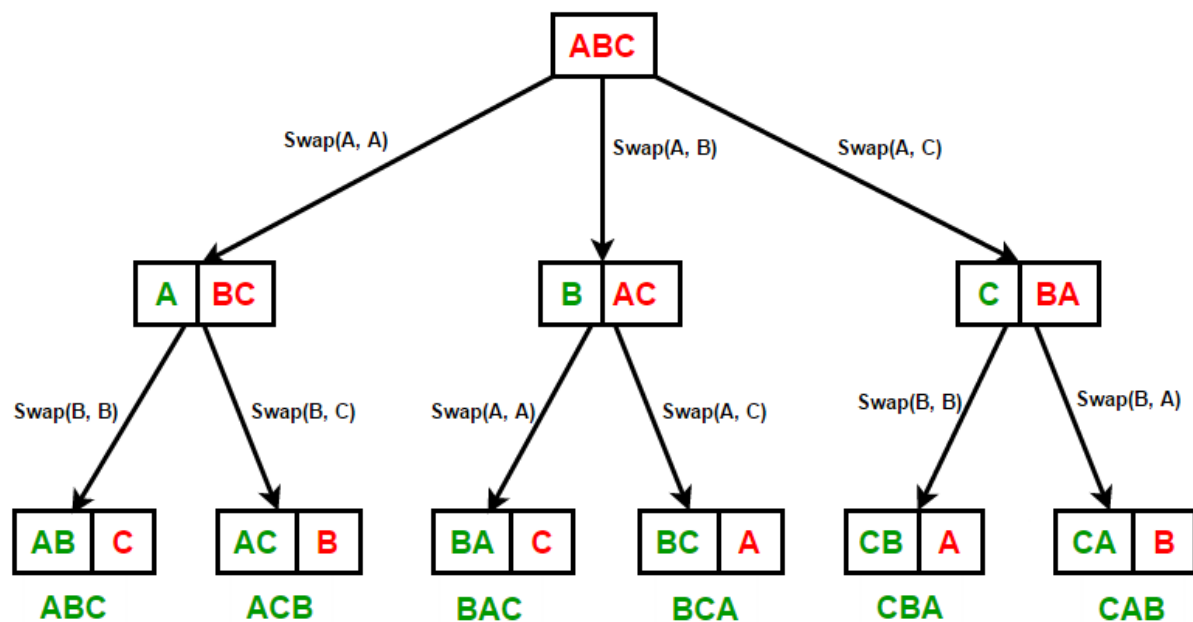 ABC
Swap(A, A)
Swap(A, B)
Swap(A, C)
A BC
B AC
C BA
Swap(B, B)
Swap(B, C)
Swap(A, A)
Swap(A, C)
Swap(B, B)
Swap(B, A)
AB C
AC B
BA C
BC A
CB A
CA B
ABC
ACB
BAC
BCA
CBA
CAB